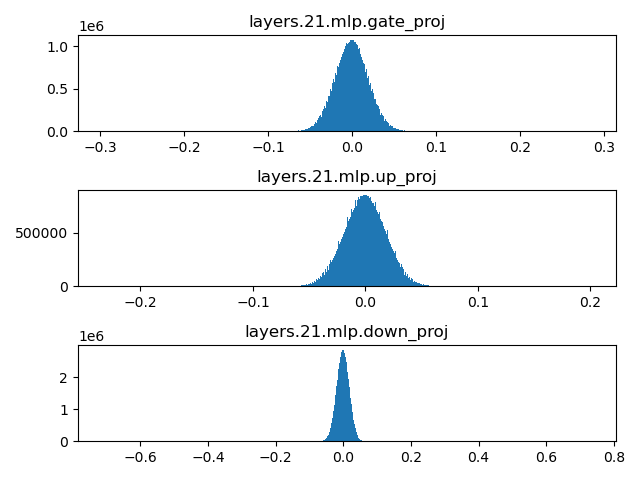 layers.21.mlp.gate_proj
1e6
1.0
0.5
0.0
−0.3 −0.2 −0.1 0.0 0.1 0.2 0.3
layers.21.mlp.up_proj
500000
0
−0.2 −0.1 0.0 0.1 0.2
layers.21.mlp.down_proj
1e6
2
1
0
−0.6 −0.4 −0.2 0.0 0.2 0.4 0.6 0.8